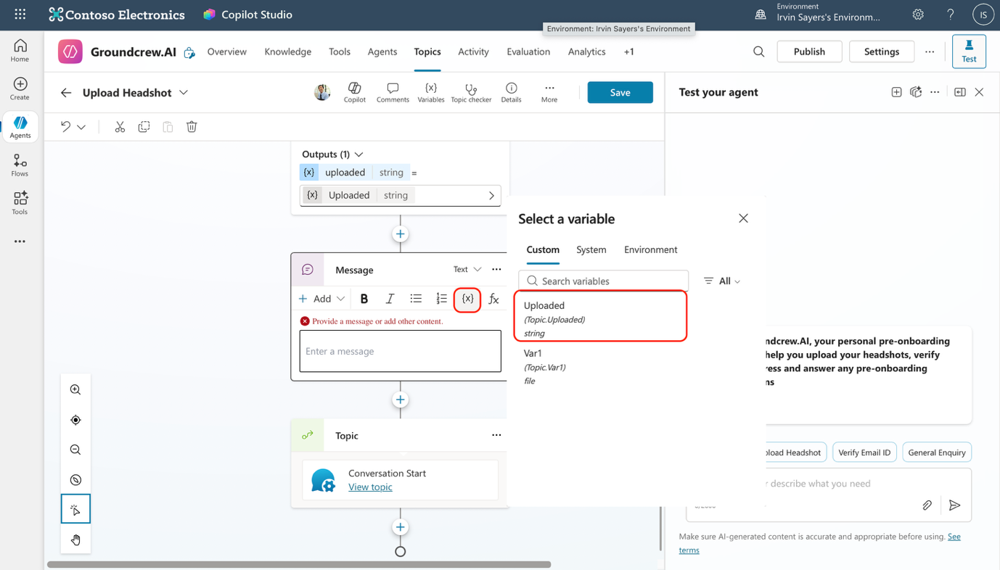 Contoso Electronics
Copilot Studio
Environment
Irvin Sayers's Environm...
IS
Environment: Irvin Sayers's Environment
Home
Create
Agents
Flows
Tools
Groundcrew.AI
Overview
Knowledge
Tools
Agents
Topics
Activity
Evaluation
Analytics
+1
Publish
Settings
Test
Upload Headshot
Copilot
Comments
{x}
Variables
Topic checker
Details
More
Save
Outputs (1)
{x} uploaded string =
{x} Uploaded string
Message
Text
+ Add
B
I
{x}
fx
Provide a message or add other content.
Enter a message
Topic
Conversation Start
View topic
Select a variable
Custom
System
Environment
Search variables
All
Uploaded
(Topic.Uploaded)
string
Var1
(Topic.Var1)
file
Test your agent
ndcrew.AI, your personal pre-onboarding
help you upload your headshots, verify
ress and answer any pre-onboarding
ns
pload Headshot
Verify Email ID
General Enquiry
r describe what you need
Make sure AI-generated content is accurate and appropriate before using. See
terms